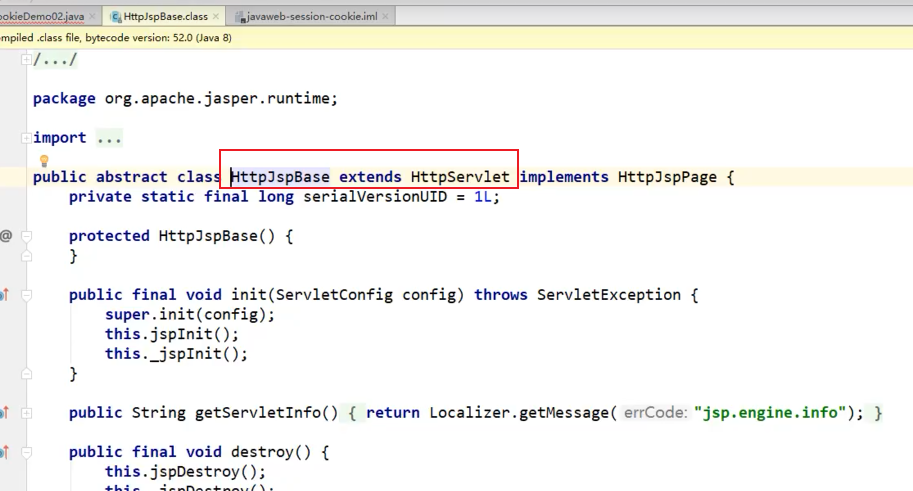 ookieDemo02.java HttpJspBase.class javaweb-session-cookie.iml
mpiled .class file, bytecode version: 52.0 (Java 8)
/.../
package org.apache.jasper.runtime;
import ...
public abstract class HttpJspBase extends HttpServlet implements HttpJspPage {
private static final long serialVersionUID = 1L;
protected HttpJspBase() {
}
public final void init(ServletConfig config) throws ServletException {
super.init(config);
this.jspInit();
this._jspInit();
}
public String getServletInfo() { return Localizer.getMessage( errCode: "jsp.engine.info"); }
public final void destroy() {
this.jspDestroy();
this._jspDestroy();